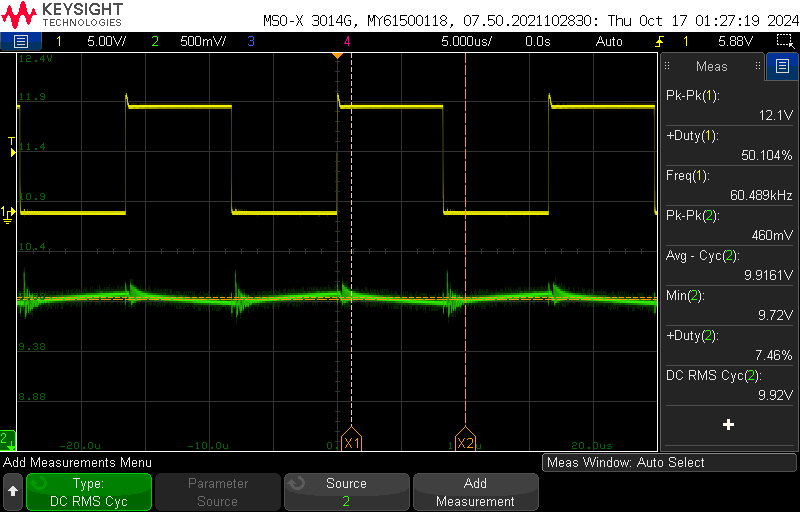 KEYSIGHT
TECHNOLOGIES
MSO-X 3014G, MY61500118, 07.50.2021102830: Thu Oct 17 01:27:19 2024
1 5.00V/ 2 500mV/ 3 4 5.000us/ 0.0s Auto 1 5.88V
12.4V
11.9
11.4
10.9
10.4
9.38
8.88
T
1
2
-20.0u
-10.0u
20.0us
X1
X2
Meas
Pk-Pk(1):
12.1V
+Duty(1):
50.104%
Freq(1):
60.489kHz
Pk-Pk(2):
460mV
Avg - Cyc(2):
9.9161V
Min(2):
9.72V
+Duty(2):
7.46%
DC RMS Cyc(2):
9.92V
Add Measurements Menu
Meas Window: Auto Select
Type:
DC RMS Cyc
Parameter
Source
Source
2
Add
Measurement